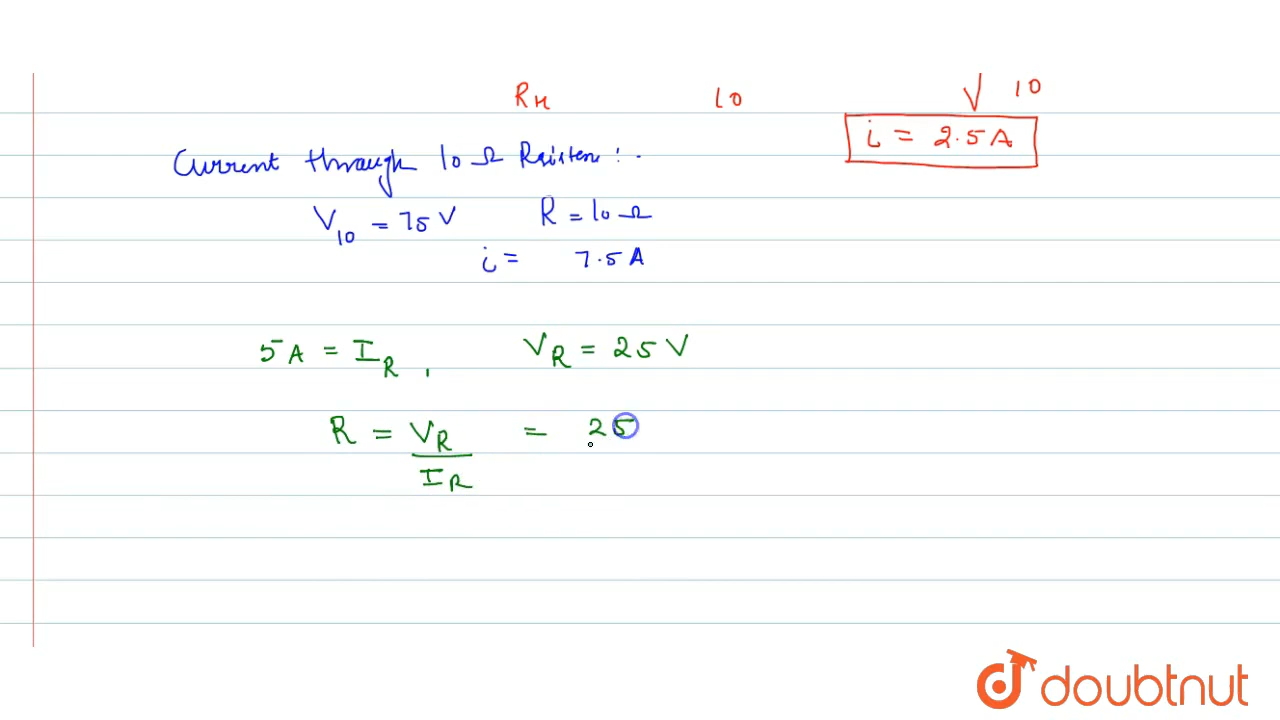 RH 10 √ 10
i = 2.5 A
Current through 10 Ω :
V10 = 75 V R = 10 Ω
i = 7.5 A
5A = IR, VR = 25 V
R = VR / IR = 25
doubtnut